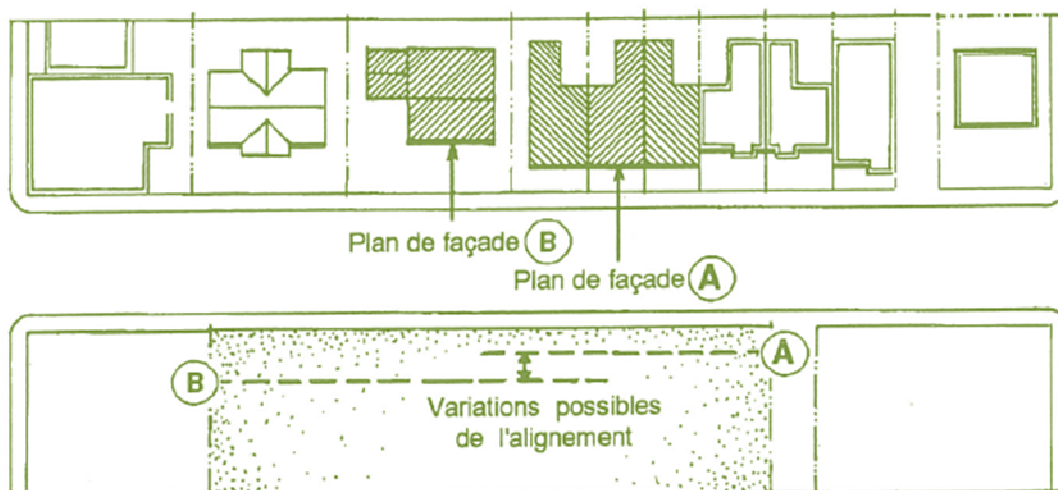 Plan de façade B
Plan de façade A
A
B
Variations possibles
de l'alignement